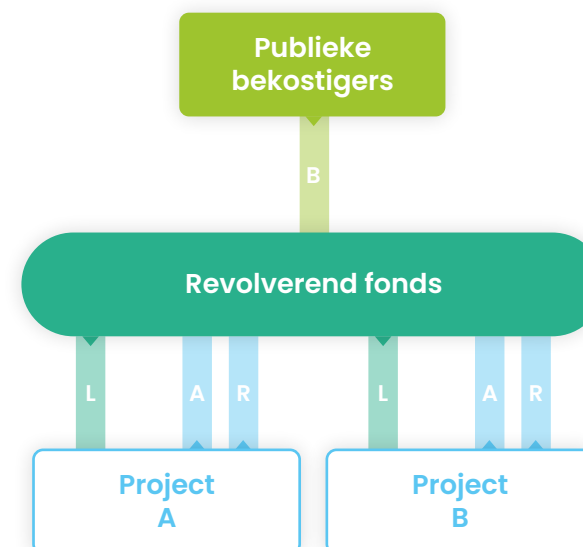 Publieke
bekostigers
B
Revolverend fonds
L A R L A R
Project
A
Project
B